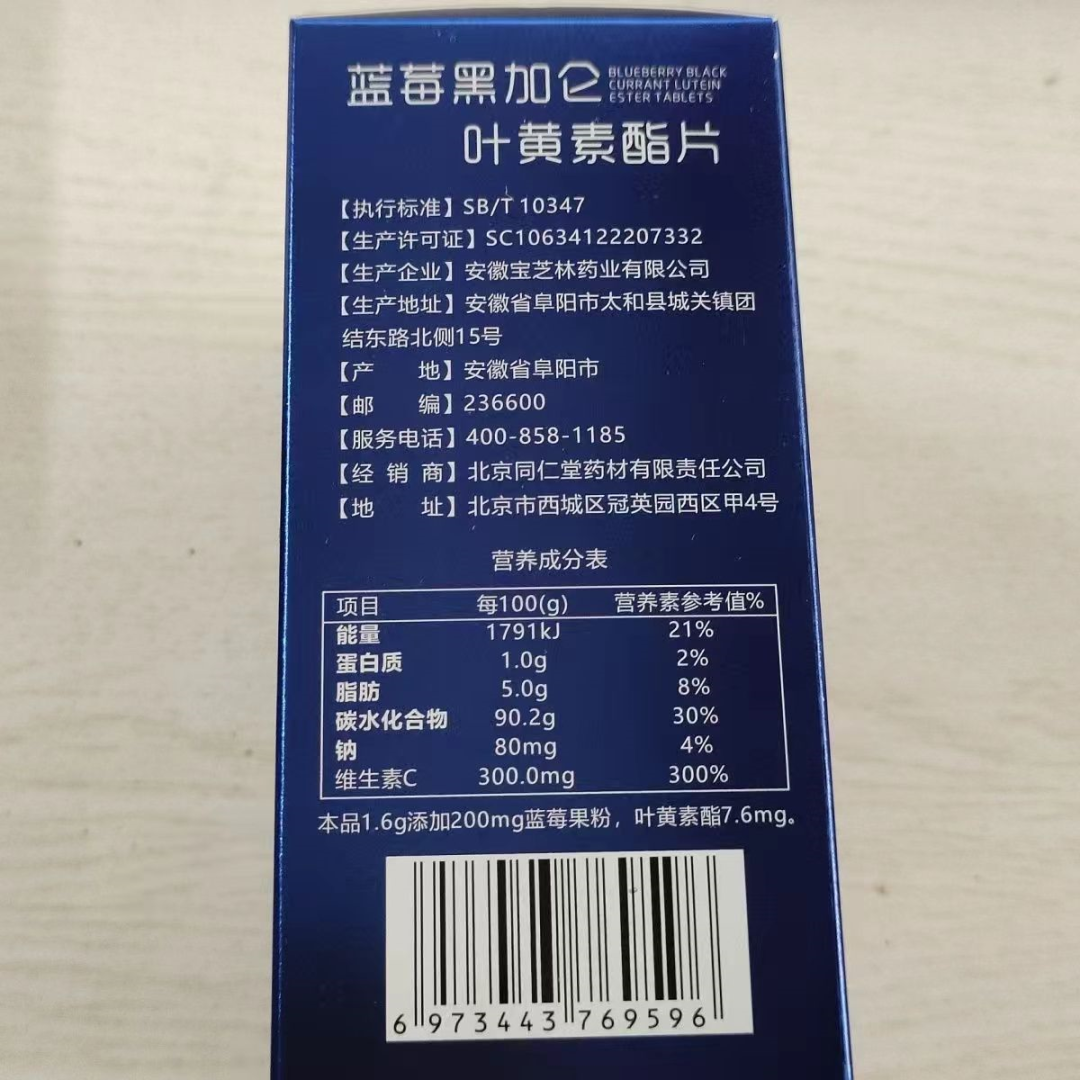 蓝莓黑加仑
BLUEBERRY BLACK
CURRANT LUTEIN
ESTER TABLETS
叶黄素酯片
【执行标准】SB/T 10347
【生产许可证】SC10634122207332
【生产企业】安徽宝芝林药业有限公司
【生产地址】安徽省阜阳市太和县城关镇团
结东路北侧15号
【产 地】安徽省阜阳市
【邮 编】236600
【服务电话】400-858-1185
【经 销 商】北京同仁堂药材有限责任公司
【地 址】北京市西城区冠英园西区甲4号
营养成分表
项目 每100(g) 营养素参考值%
能量 1791kJ 21%
蛋白质 1.0g 2%
脂肪 5.0g 8%
碳水化合物 90.2g 30%
钠 80mg 4%
维生素C 300.0mg 300%
本品1.6g添加200mg蓝莓果粉，叶黄素酯7.6mg。
6 973443 769596